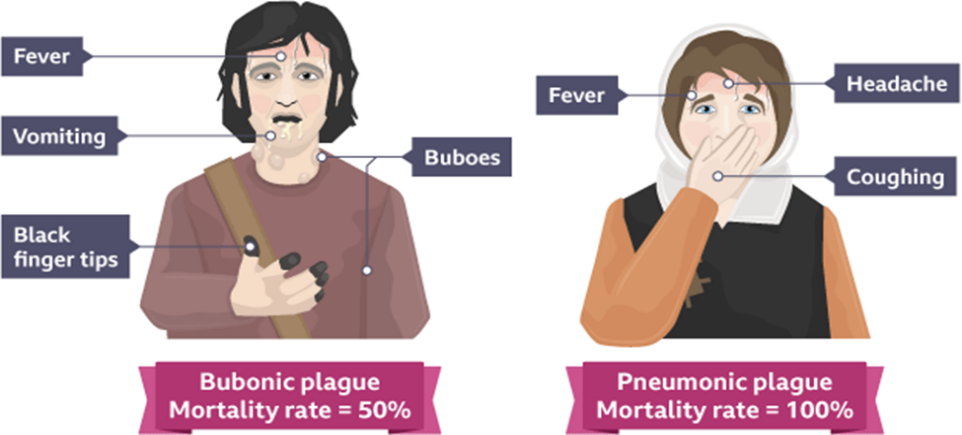 Fever
Vomiting
Buboes
Black
finger tips
Bubonic plague
Mortality rate = 50%
Fever
Headache
Coughing
Pneumonic plague
Mortality rate = 100%